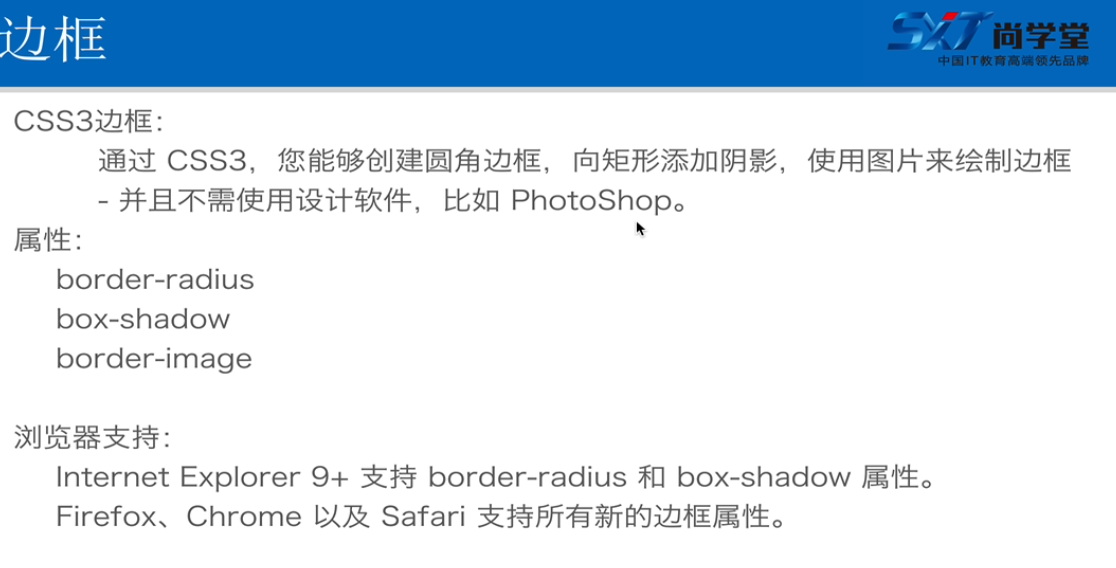 边框
SXT 尚学堂
中国IT教育高端领先品牌
CSS3边框:
通过 CSS3，您能够创建圆角边框，向矩形添加阴影，使用图片来绘制边框
- 并且不需使用设计软件，比如 PhotoShop。
属性:
border-radius
box-shadow
border-image
浏览器支持:
Internet Explorer 9+ 支持 border-radius 和 box-shadow 属性。
Firefox、Chrome 以及 Safari 支持所有新的边框属性。